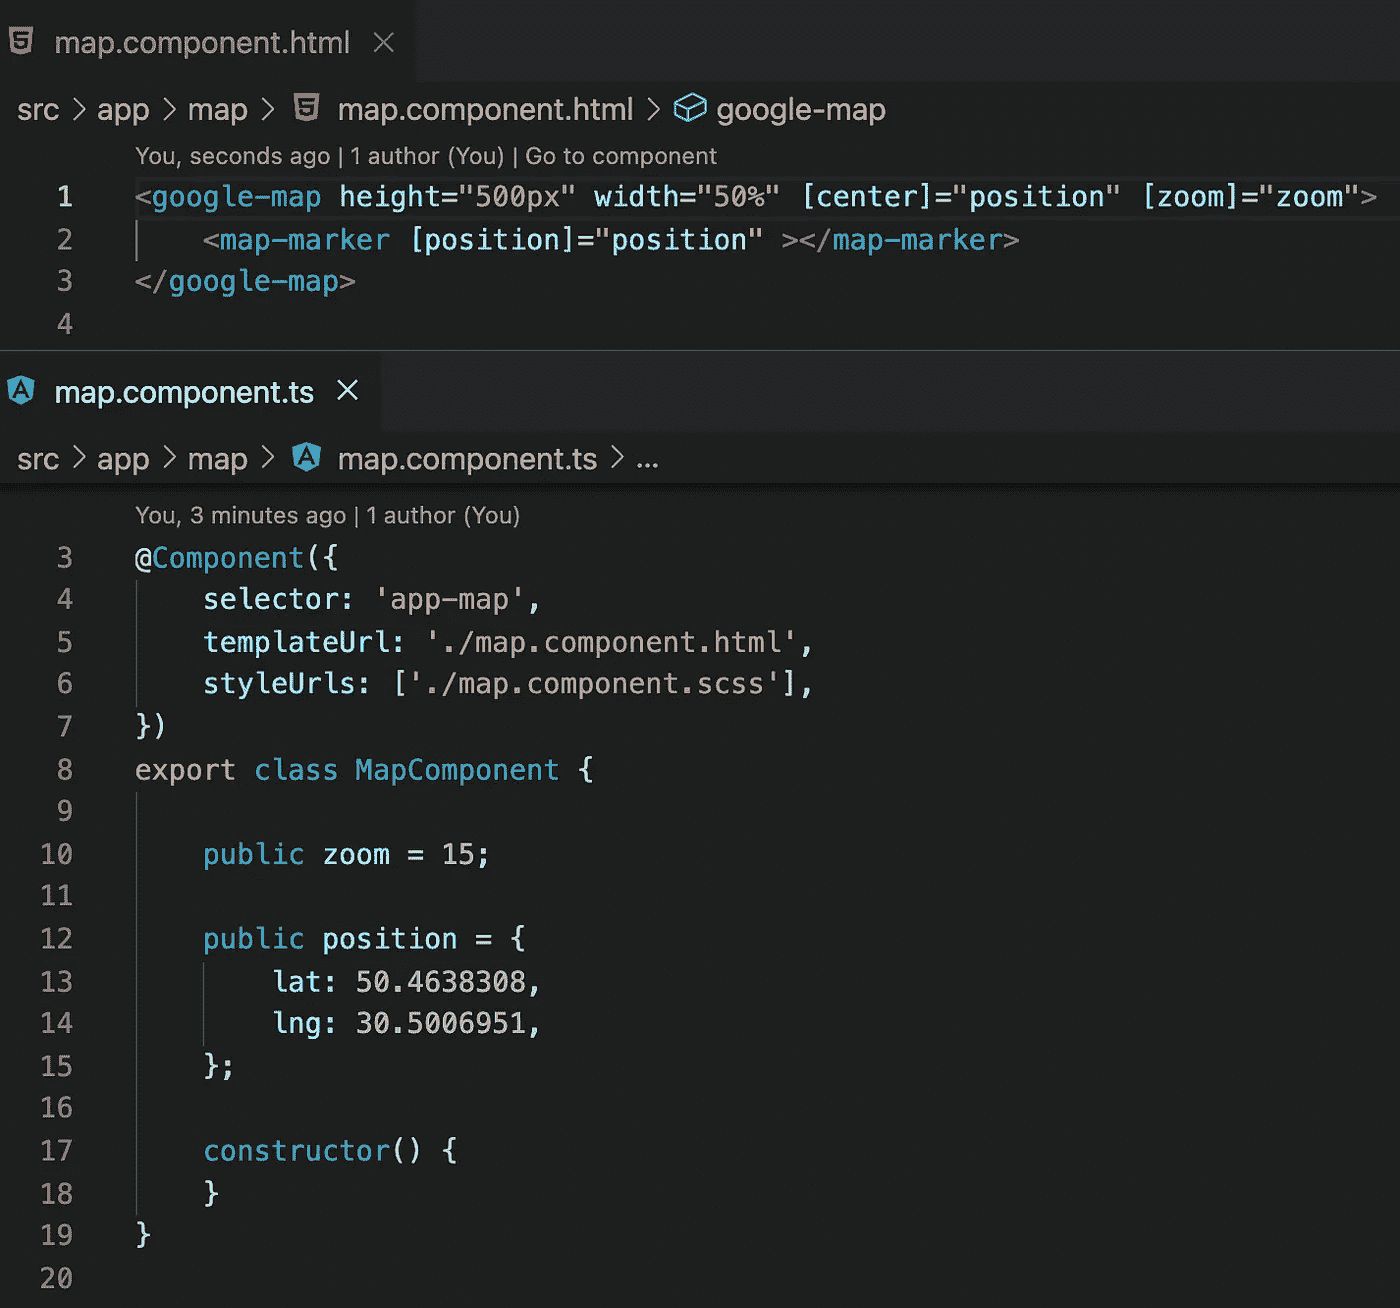 map.component.html
src > app > map > map.component.html > google-map
You, seconds ago | 1 author (You) | Go to component
1 <google-map height="500px" width="50%" [center]="position" [zoom]="zoom">
2     <map-marker [position]="position" ></map-marker>
3 </google-map>
4
map.component.ts
src > app > map > map.component.ts > ...
You, 3 minutes ago | 1 author (You)
3 @Component({
4     selector: 'app-map',
5     templateUrl: './map.component.html',
6     styleUrls: ['./map.component.scss'],
7 })
8 export class MapComponent {
9
10     public zoom = 15;
11
12     public position = {
13         lat: 50.4638308,
14         lng: 30.5006951,
15     };
16
17     constructor() {
18     }
19 }
20